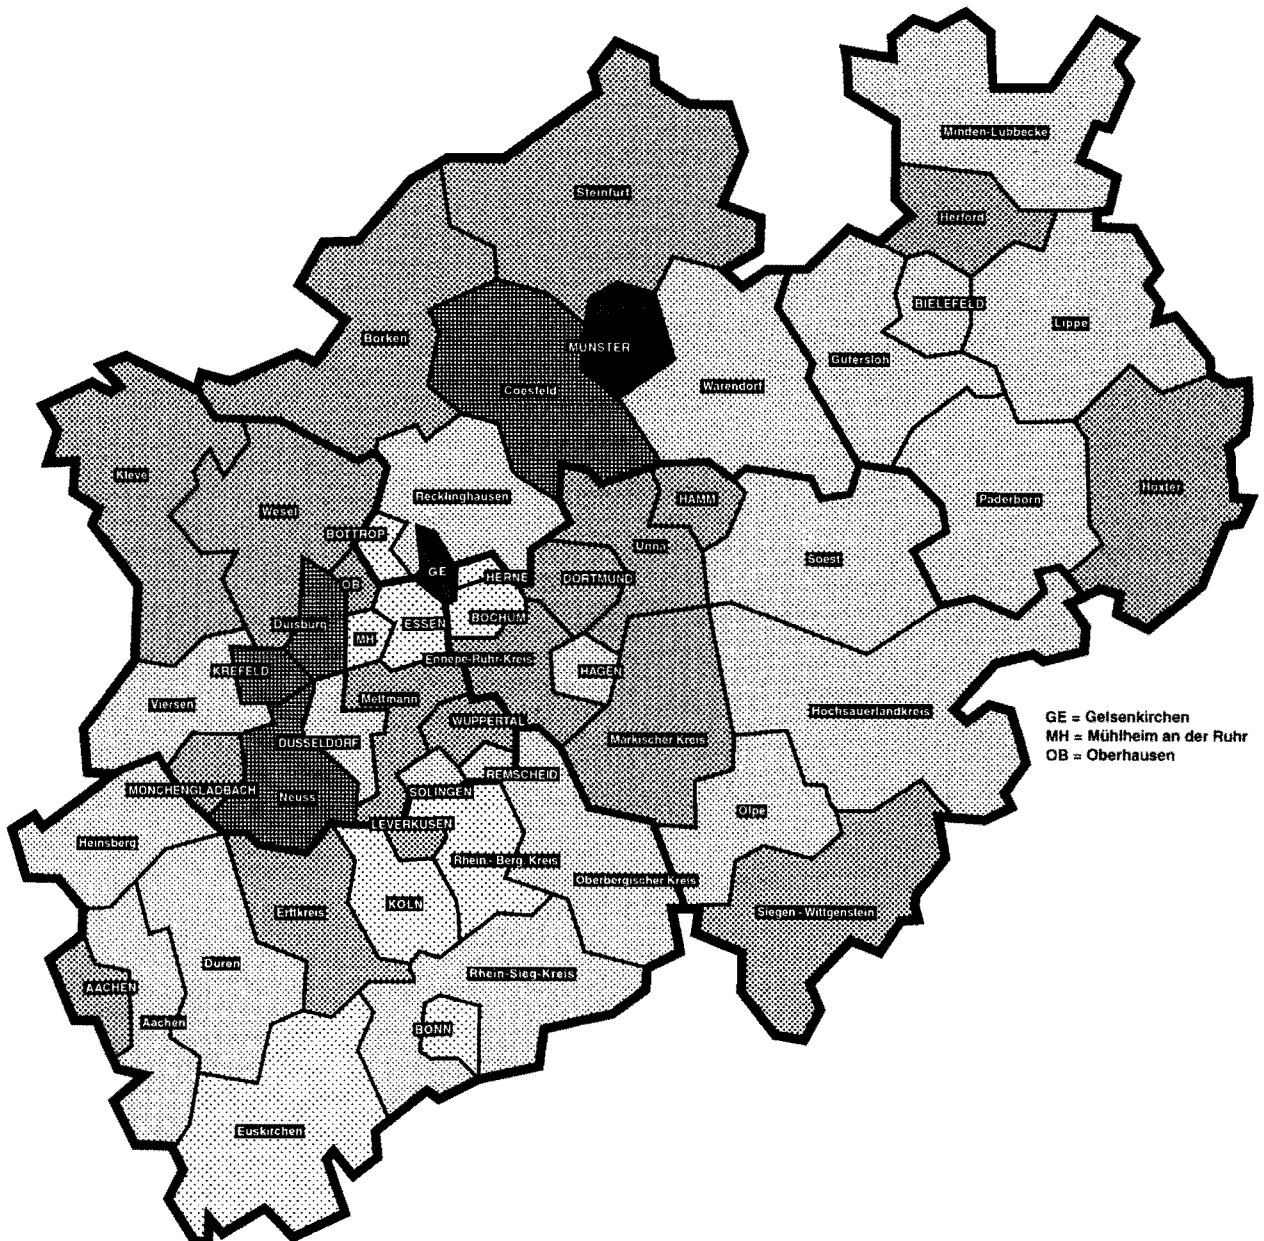 Minden-Lubbecke
Steinfurt
Herford
BIELEFELD
Lippe
Borken
MUNSTER
Gutersloh
Coesfeld
Warendorf
Kleve
Recklinghausen
HAMM
Paderborn
Hoxter
Wesel
BOTTROP
Unna
Soest
GE
HERNE
DORTMUND
OB
Duisburg
ESSEN
BOCHUM
MH
Ennepe-Ruhr-Kreis
KREFELD
HAGEN
Viersen
Mettmann
Hochsauerlandkreis
WUPPERTAL
GE = Gelsenkirchen
MH = Mühlheim an der Ruhr
OB = Oberhausen
DUSSELDORF
Markischer Kreis
REMSCHEID
MONCHENGLADBACH
Neuss
SOLINGEN
Olpe
LEVERKUSEN
Heinsberg
Rhein.- Berg. Kreis
Oberbergischer Kreis
KOLN
Erftkreis
Siegen - Wittgenstein
Duren
Rhein-Sieg-Kreis
AACHEN
Aachen
BONN
Euskirchen